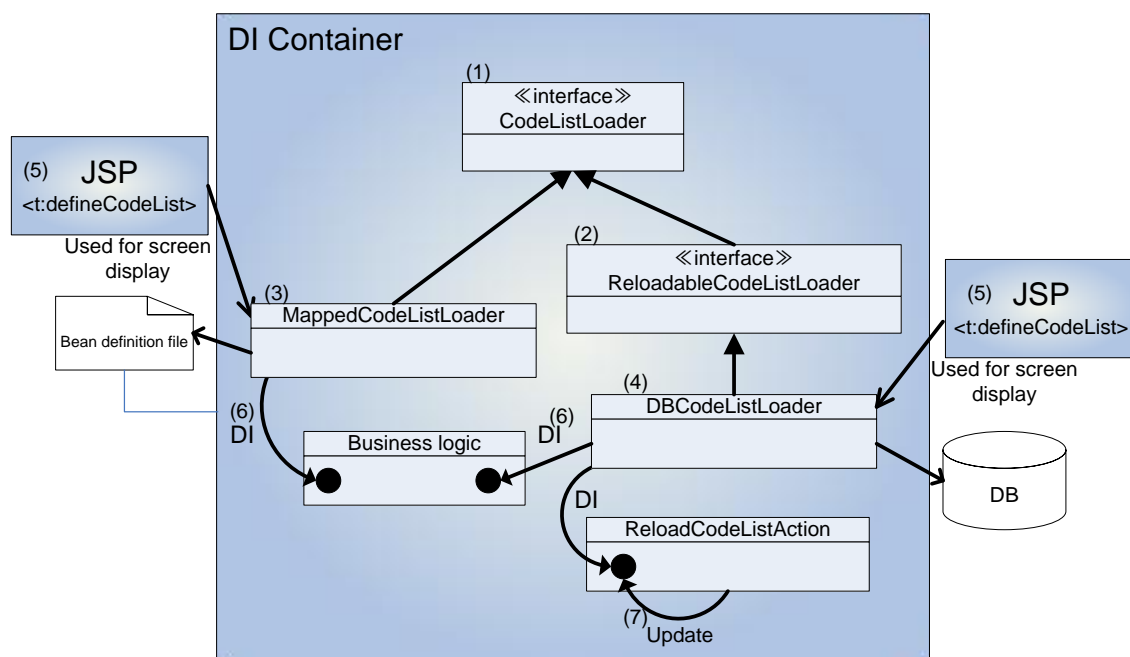 DI Container
(1)
≪interface≫
CodeListLoader
(5) JSP
<t:defineCodeList>
Used for screen
display
(2)
≪interface≫
ReloadableCodeListLoader
(3)
MappedCodeListLoader
Bean definition file
(5) JSP
<t:defineCodeList>
Used for screen
display
(4)
DBCodeListLoader
(6)
DI
Business logic
DI (6)
DB
DI
ReloadCodeListAction
(7)
Update